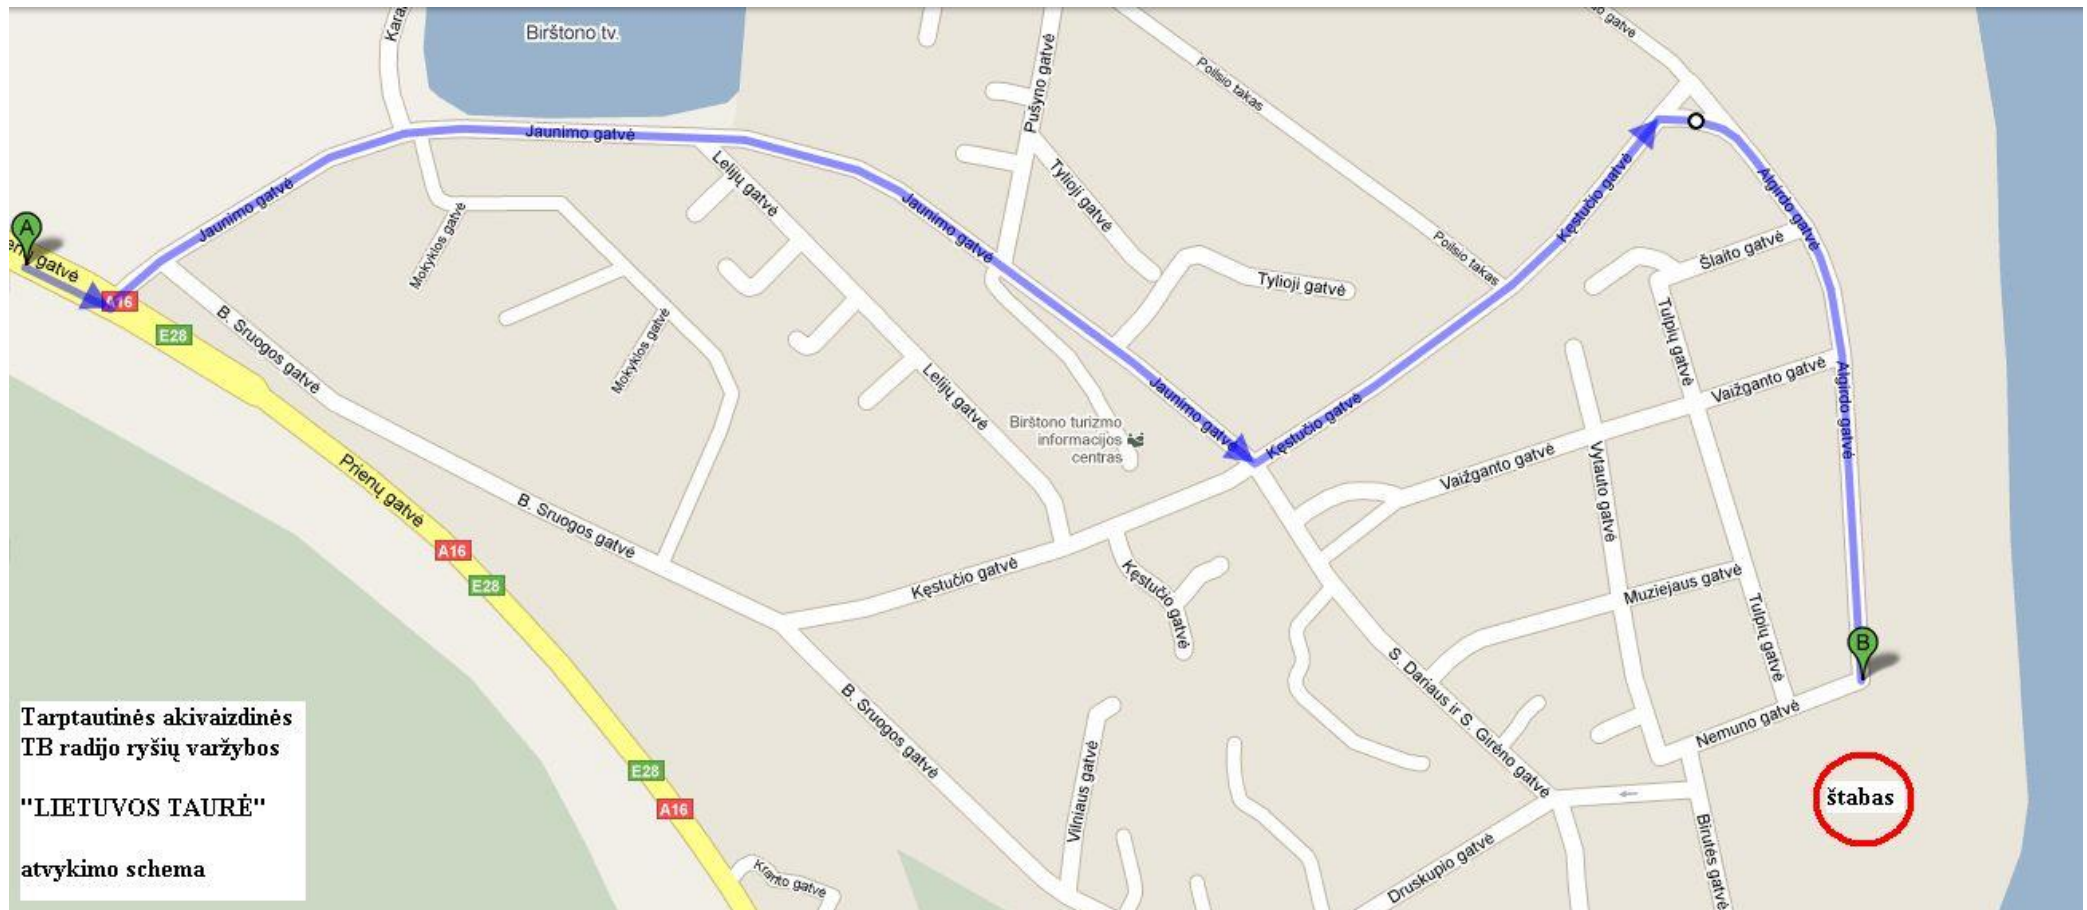 Birštono tv.
Pušyno gatvė
Poilsio takas
Jaunimo gatvė
Lelijų gatvė
Tylioji gatvė
Kęstučio gatvė
Algirdo gatvė
Jaunimo gatvė
Mokyklos gatvė
Jaunimo gatvė
Poilsio takas
Šlaito gatvė
A
gatvė
A16
E28
B. Sruogos gatvė
Tylioji gatvė
Mokyklos gatvė
Tulpių gatvė
Lelijų gatvė
Jaunimo gatvė
Kęstučio gatvė
Vaižganto gatvė
Algirdo gatvė
Birštono turizmo
informacijos
centras
Prienų gatvė
Vaižganto gatvė
Vytauto gatvė
B. Sruogos gatvė
A16
E28
Kęstučio gatvė
Kęstučio gatvė
Muziejaus gatvė
Tulpių gatvė
B
S. Dariaus ir S. Girėno gatvė
B. Sruogos gatvė
Nemuno gatvė
Vilniaus gatvė
E28
A16
štabas
Druskupio gatvė
Birutės gatvė
Kranto gatvė
Tarptautinės akivaizdinės
TB radijo ryšių varžybos
"LIETUVOS TAURĖ"
atvykimo schema